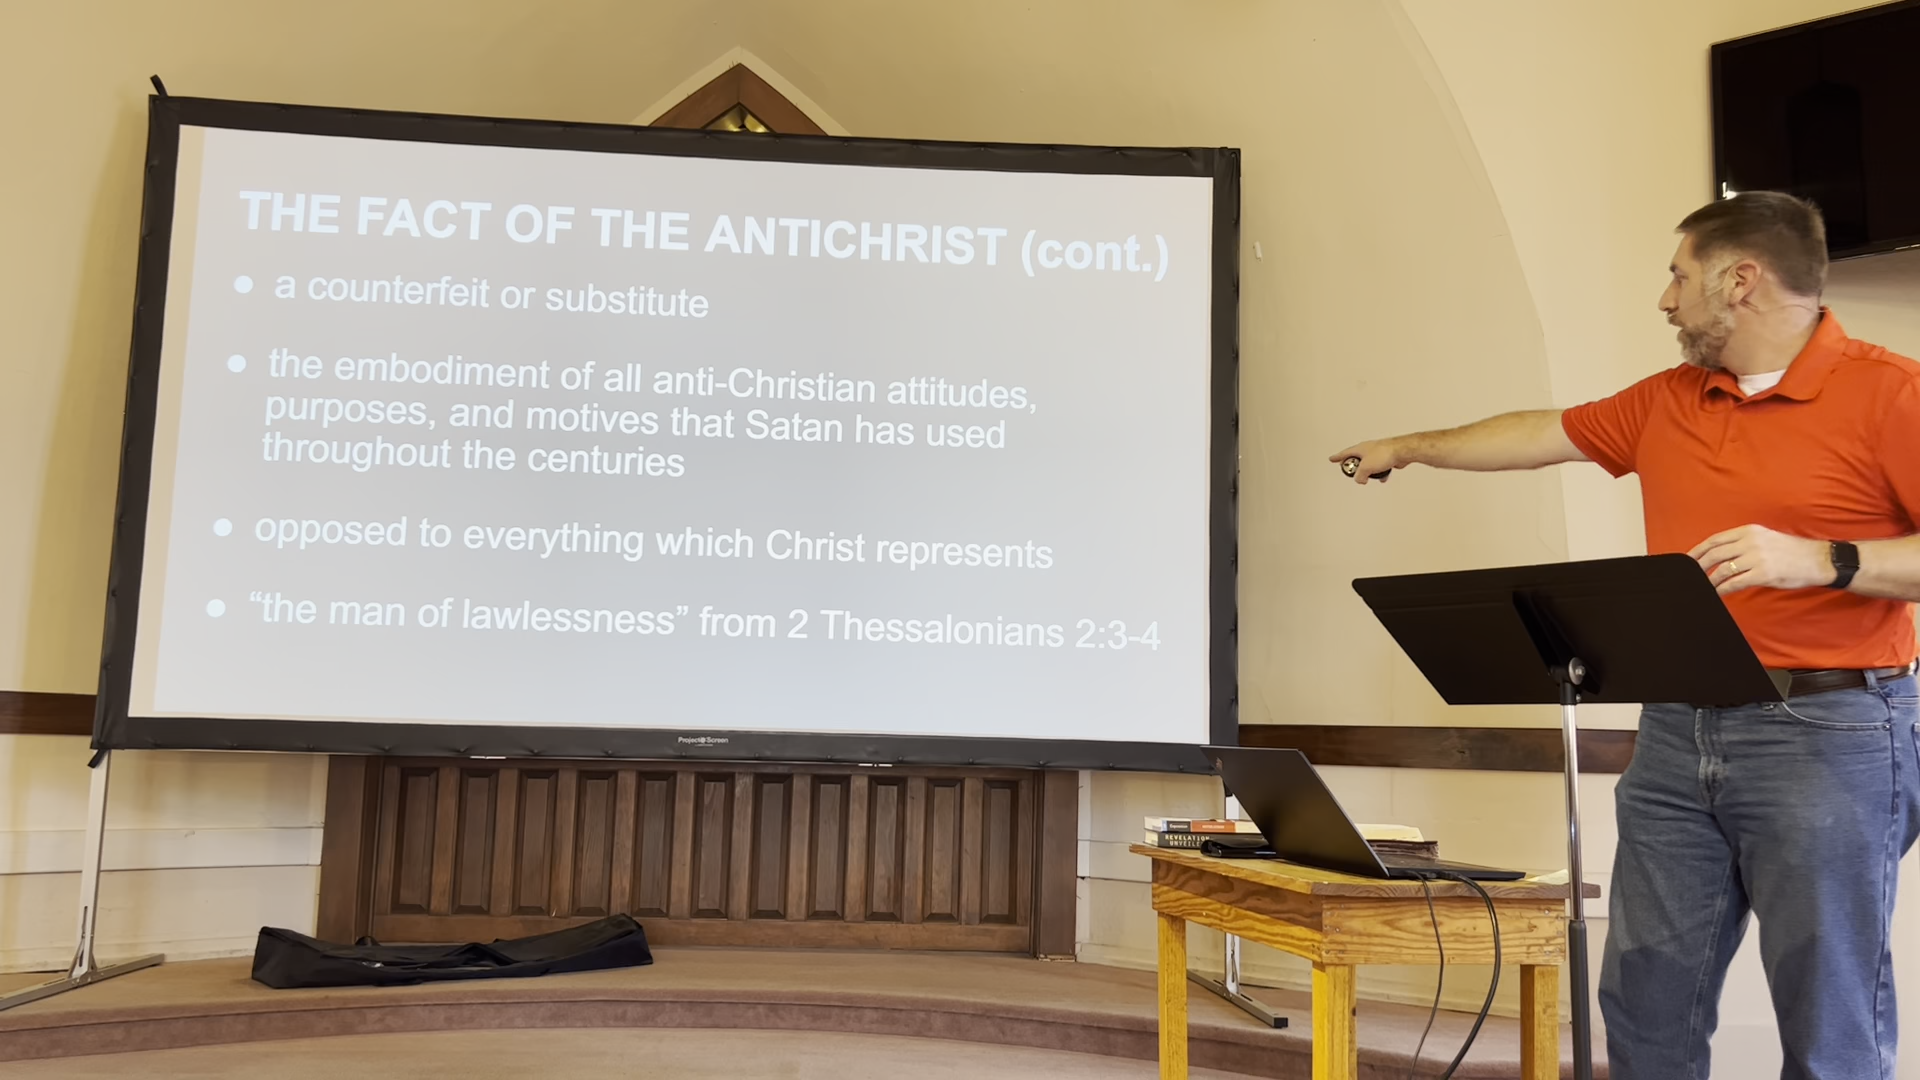 THE FACT OF THE ANTICHRIST (cont.)
● a counterfeit or substitute
● the embodiment of all anti-Christian attitudes,
purposes, and motives that Satan has used
throughout the centuries
● opposed to everything which Christ represents
● “the man of lawlessness” from 2 Thessalonians 2:3-4
Project Screen
REVELATION
UNVEILED